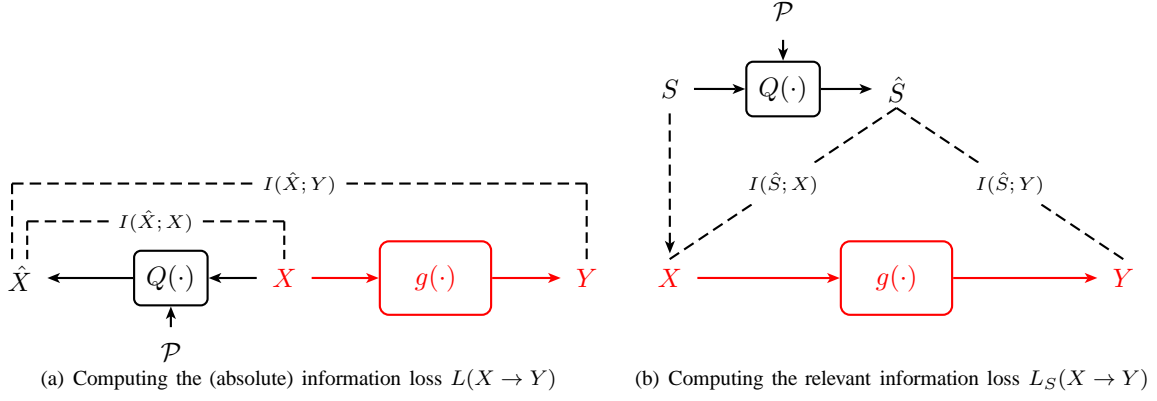 I(X̂; Y)
I(X̂; X)
X̂
Q(·)
X
g(·)
Y
𝒫
(a) Computing the (absolute) information loss L(X → Y)
𝒫
S
Q(·)
Ŝ
I(Ŝ; X)
I(Ŝ; Y)
X
g(·)
Y
(b) Computing the relevant information loss L_S(X → Y)